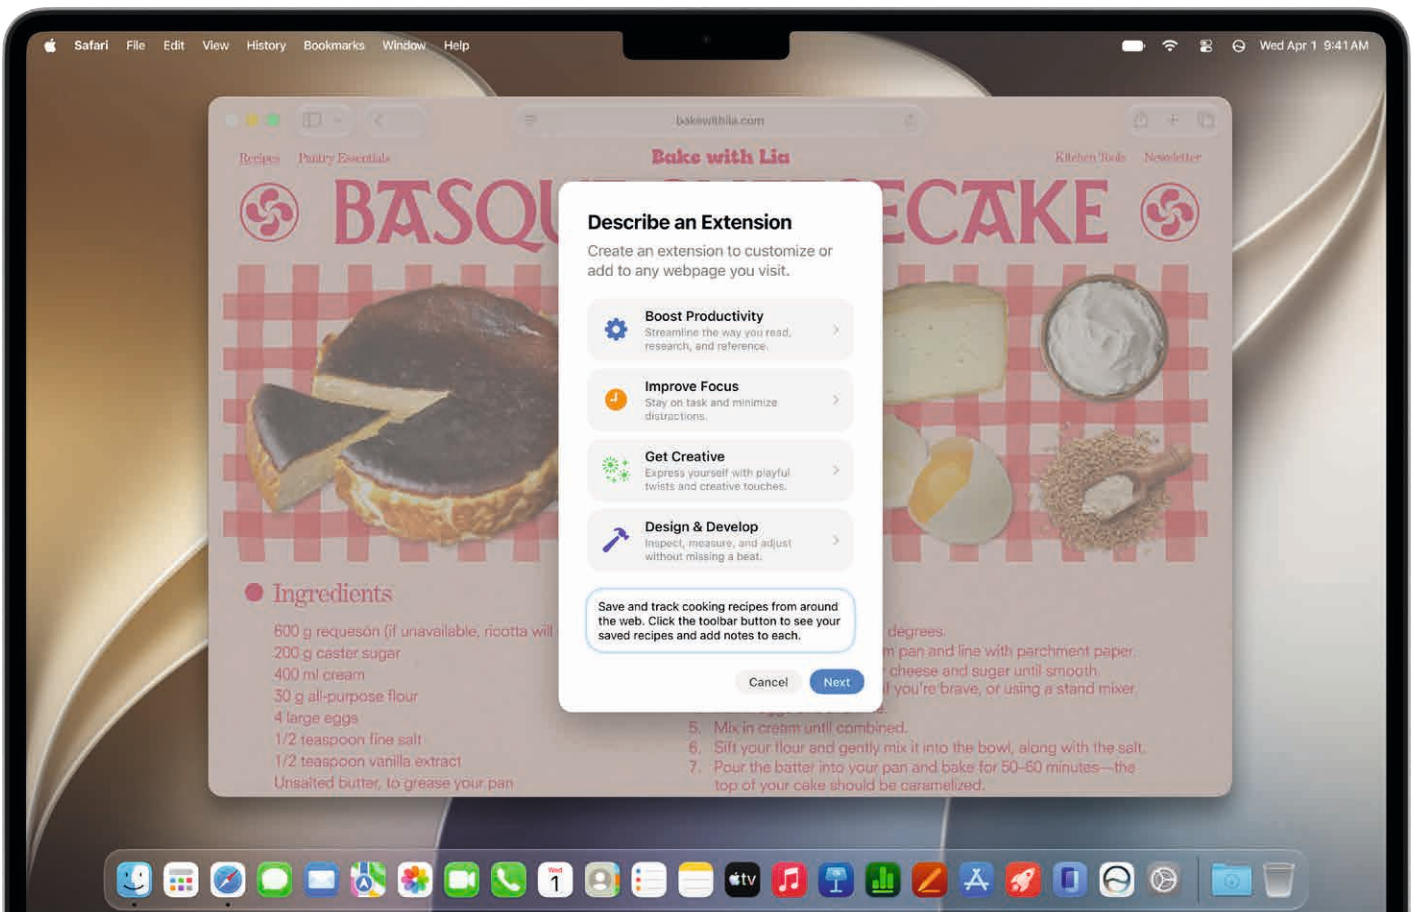 Safari File Edit View History Bookmarks Window Help
Wed Apr 1 9:41 AM
bakewithlia.com
Recipes Pantry Essentials
Bake with Lia
Kitchen Tools Newsletter
BASQU
ECAKE
Describe an Extension
Create an extension to customize or
add to any webpage you visit.
Boost Productivity
Streamline the way you read,
research, and reference.
Improve Focus
Stay on task and minimize
distractions.
Get Creative
Express yourself with playful
twists and creative touches.
Design & Develop
Inspect, measure, and adjust
without missing a beat.
Save and track cooking recipes from around
the web. Click the toolbar button to see your
saved recipes and add notes to each.
Cancel Next
Ingredients
600 g requesón (if unavailable, ricotta will
200 g caster sugar
400 ml cream
30 g all-purpose flour
4 large eggs
1/2 teaspoon fine salt
1/2 teaspoon vanilla extract
Unsalted butter, to grease your pan
degrees.
pan and line with parchment paper.
cheese and sugar until smooth.
if you're brave, or using a stand mixer.
5. Mix in cream until combined.
6. Sift your flour and gently mix it into the bowl, along with the salt.
7. Pour the batter into your pan and bake for 50–60 minutes—the
top of your cake should be caramelized.
Wed
1
tv